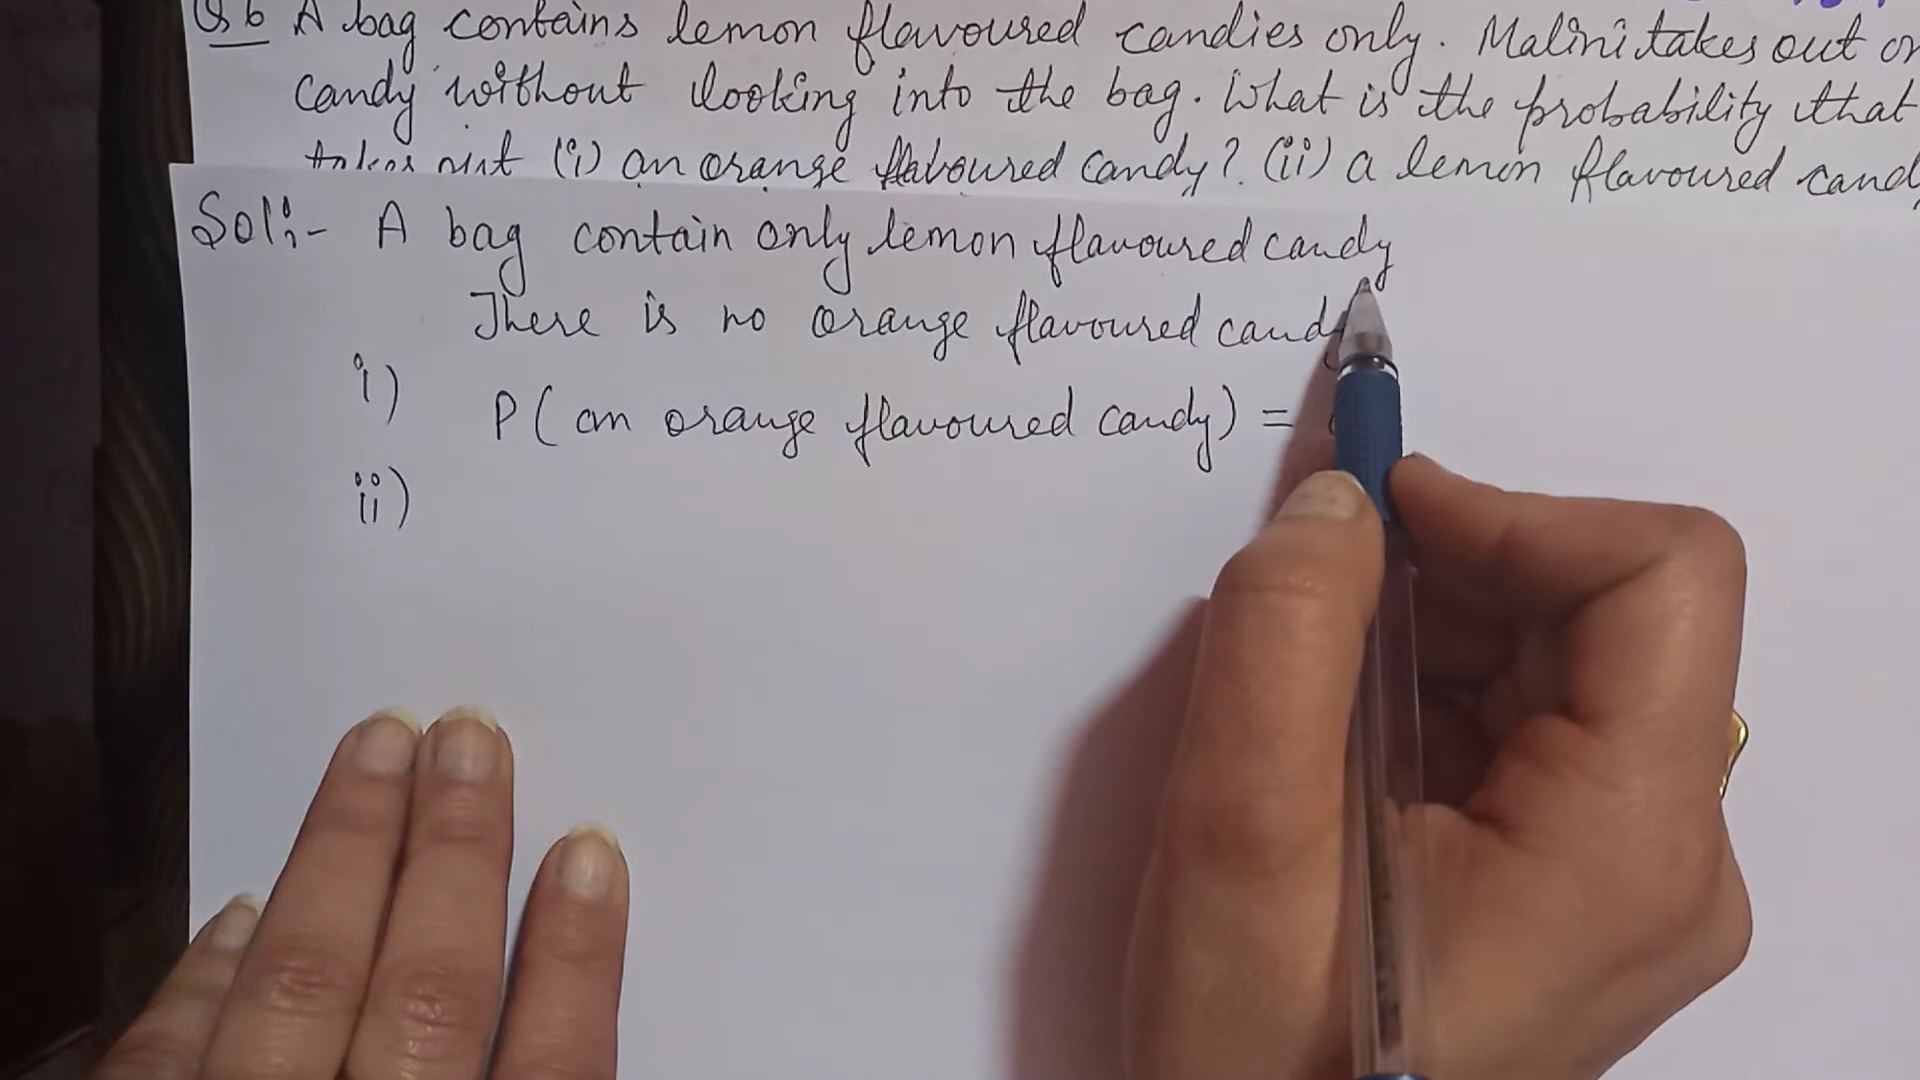 Q6 A bag contains lemon flavoured candies only. Malini takes out
candy without looking into the bag. What is the probability that
takes out (i) an orange flavoured candy? (ii) a lemon flavoured
Sol:- A bag contain only lemon flavoured candy
There is no orange flavoured candy
i) P( an orange flavoured candy) =
ii)